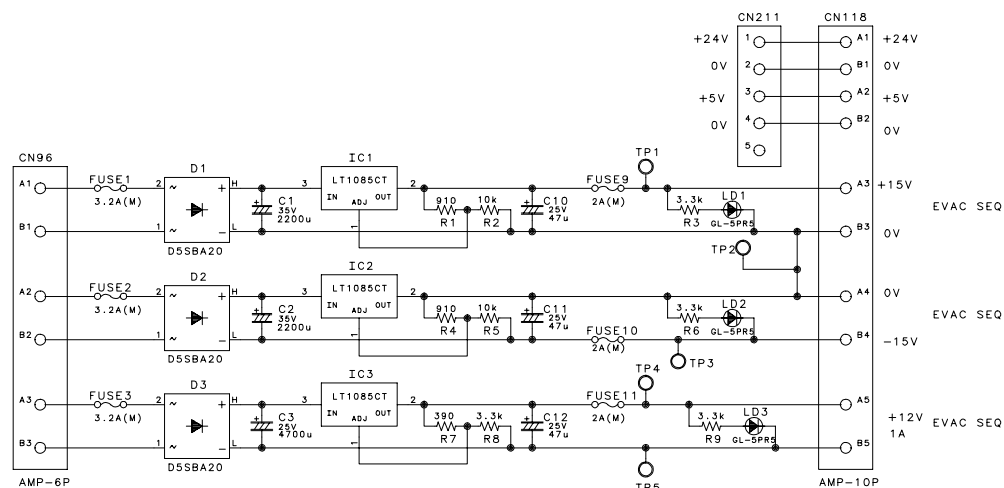 CN211 CN118
+24V 1 A1 +24V
0V 2 B1 0V
+5V 3 A2 +5V
0V 4 B2 0V
5
CN96
A1 FUSE1 3.2A(M)
B1
D1
2 ~ + H
1 ~ - L
D5SBA20
C1 35V 2200u
+
IC1
LT1085CT
IN ADJ OUT
3 2
1
910 R1
10k R2
+
C10 25V 47u
FUSE9 2A(M)
TP1
3.3k R3
LD1 GL-5PR5
TP2
A3 +15V
B3 0V
EVAC SEQ
A2 FUSE2 3.2A(M)
B2
D2
2 ~ + H
1 ~ - L
D5SBA20
C2 35V 2200u
+
IC2
LT1085CT
IN ADJ OUT
3 2
1
910 R4
10k R5
+
C11 25V 47u
FUSE10 2A(M)
3.3k R6
LD2 GL-5PR5
TP3
A4 0V
B4 -15V
EVAC SEQ
A3 FUSE3 3.2A(M)
B3
D3
2 ~ + H
1 ~ - L
D5SBA20
C3 25V 4700u
+
IC3
LT1085CT
IN ADJ OUT
3 2
1
390 R7
3.3k R8
+
C12 25V 47u
FUSE11 2A(M)
TP4
3.3k R9
LD3 GL-5PR5
TP5
A5
B5
+12V
1A
EVAC SEQ
AMP-6P AMP-10P